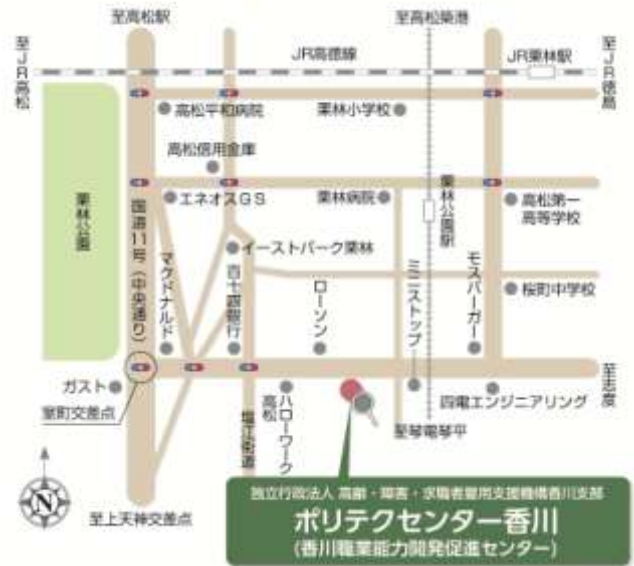 至高松駅
至高松築港
至JR高松
JR高徳線
JR栗林駅
至JR徳島
高松平和病院
栗林小学校
高松信用金庫
エネオスGS
栗林病院
栗林公園駅
高松第一
高等学校
栗林公園
国道11号(中央通り)
マクドナルド
イーストパーク栗林
百十四銀行
ローソン
ミニストップ
モスバーガー
桜町中学校
ガスト
室町交差点
塩江街道
ハローワーク
高松
四電エンジニアリング
至志度
至琴電琴平
N
至上天神交差点
独立行政法人 高齢・障害・求職者雇用支援機構香川支部
ポリテクセンター香川
(香川職業能力開発促進センター)